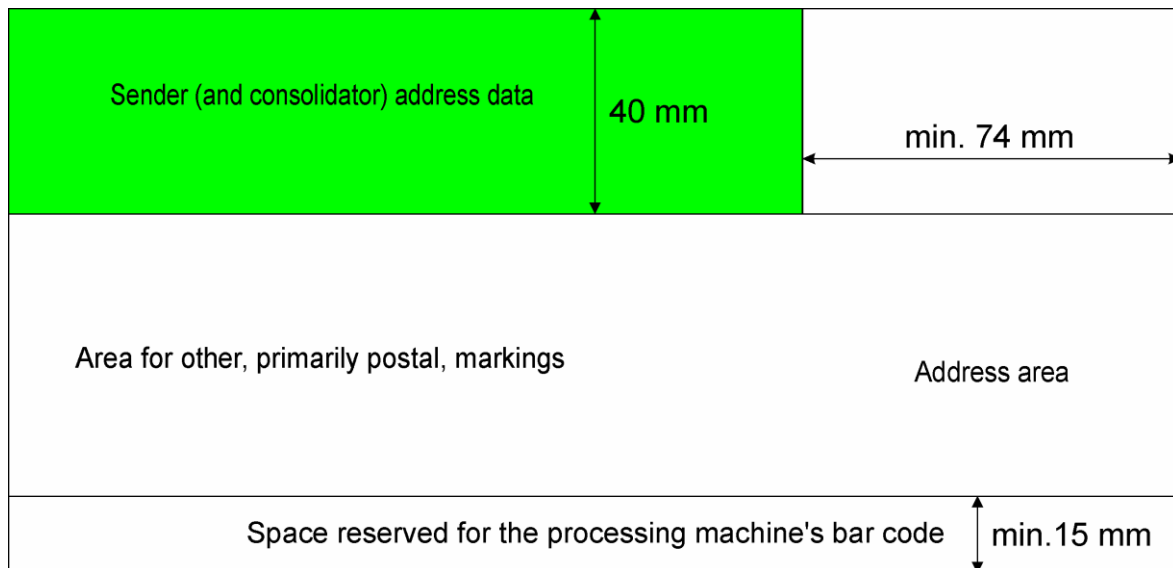 Sender (and consolidator) address data
40 mm
min. 74 mm
Area for other, primarily postal, markings
Address area
Space reserved for the processing machine's bar code
min.15 mm